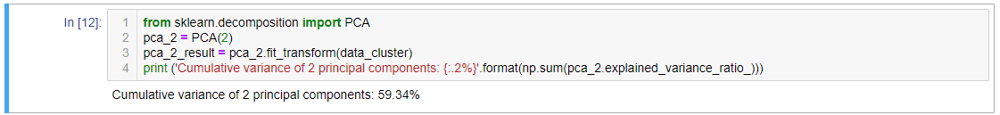 In [12]:
1 from sklearn.decomposition import PCA
2 pca_2 = PCA(2)
3 pca_2_result = pca_2.fit_transform(data_cluster)
4 print ('Cumulative variance of 2 principal components: {:.2%}'.format(np.sum(pca_2.explained_variance_ratio_)))
Cumulative variance of 2 principal components: 59.34%